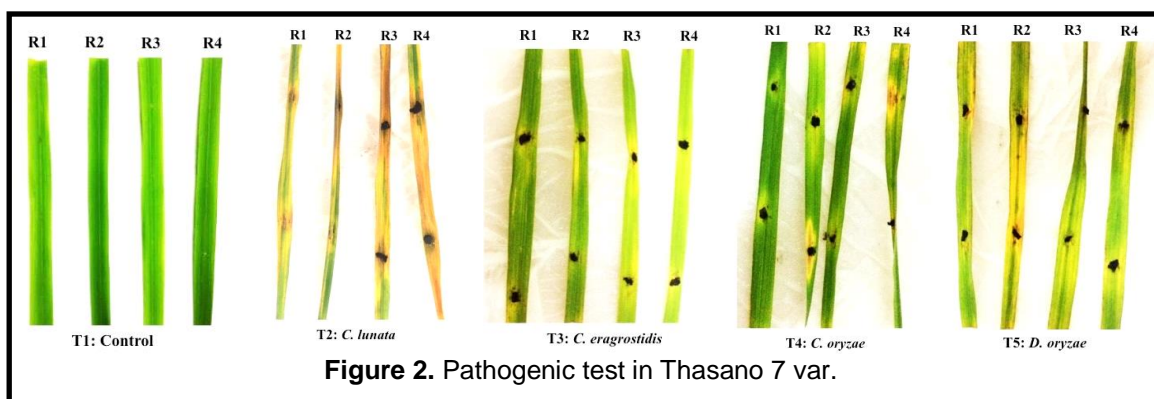 R1 R2 R3 R4
R1 R2 R3 R4
R1 R2 R3 R4
R1 R2 R3 R4
R1 R2 R3 R4
T1: Control
T2: C. lunata
T3: C. eragrostidis
T4: C. oryzae
T5: D. oryzae
Figure 2. Pathogenic test in Thasano 7 var.